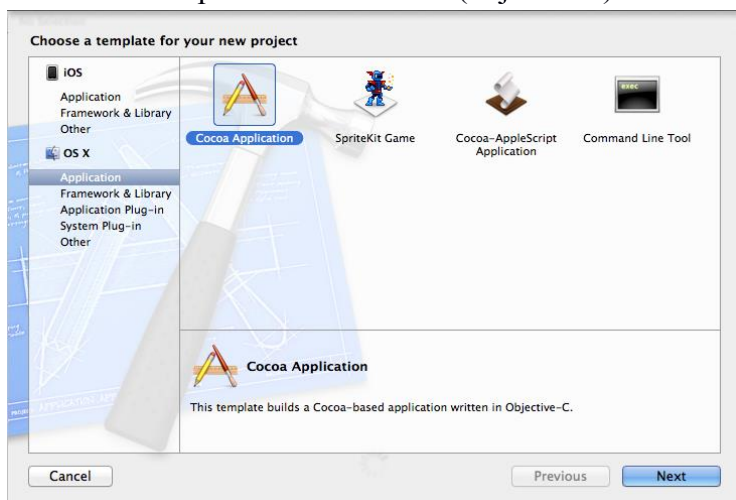 Choose a template for your new project
iOS
Application
Framework & Library
Other
OS X
Application
Framework & Library
Application Plug-in
System Plug-in
Other
Cocoa Application
SpriteKit Game
Cocoa-AppleScript
Application
exec
Command Line Tool
Cocoa Application
This template builds a Cocoa-based application written in Objective-C.
Cancel
Previous
Next